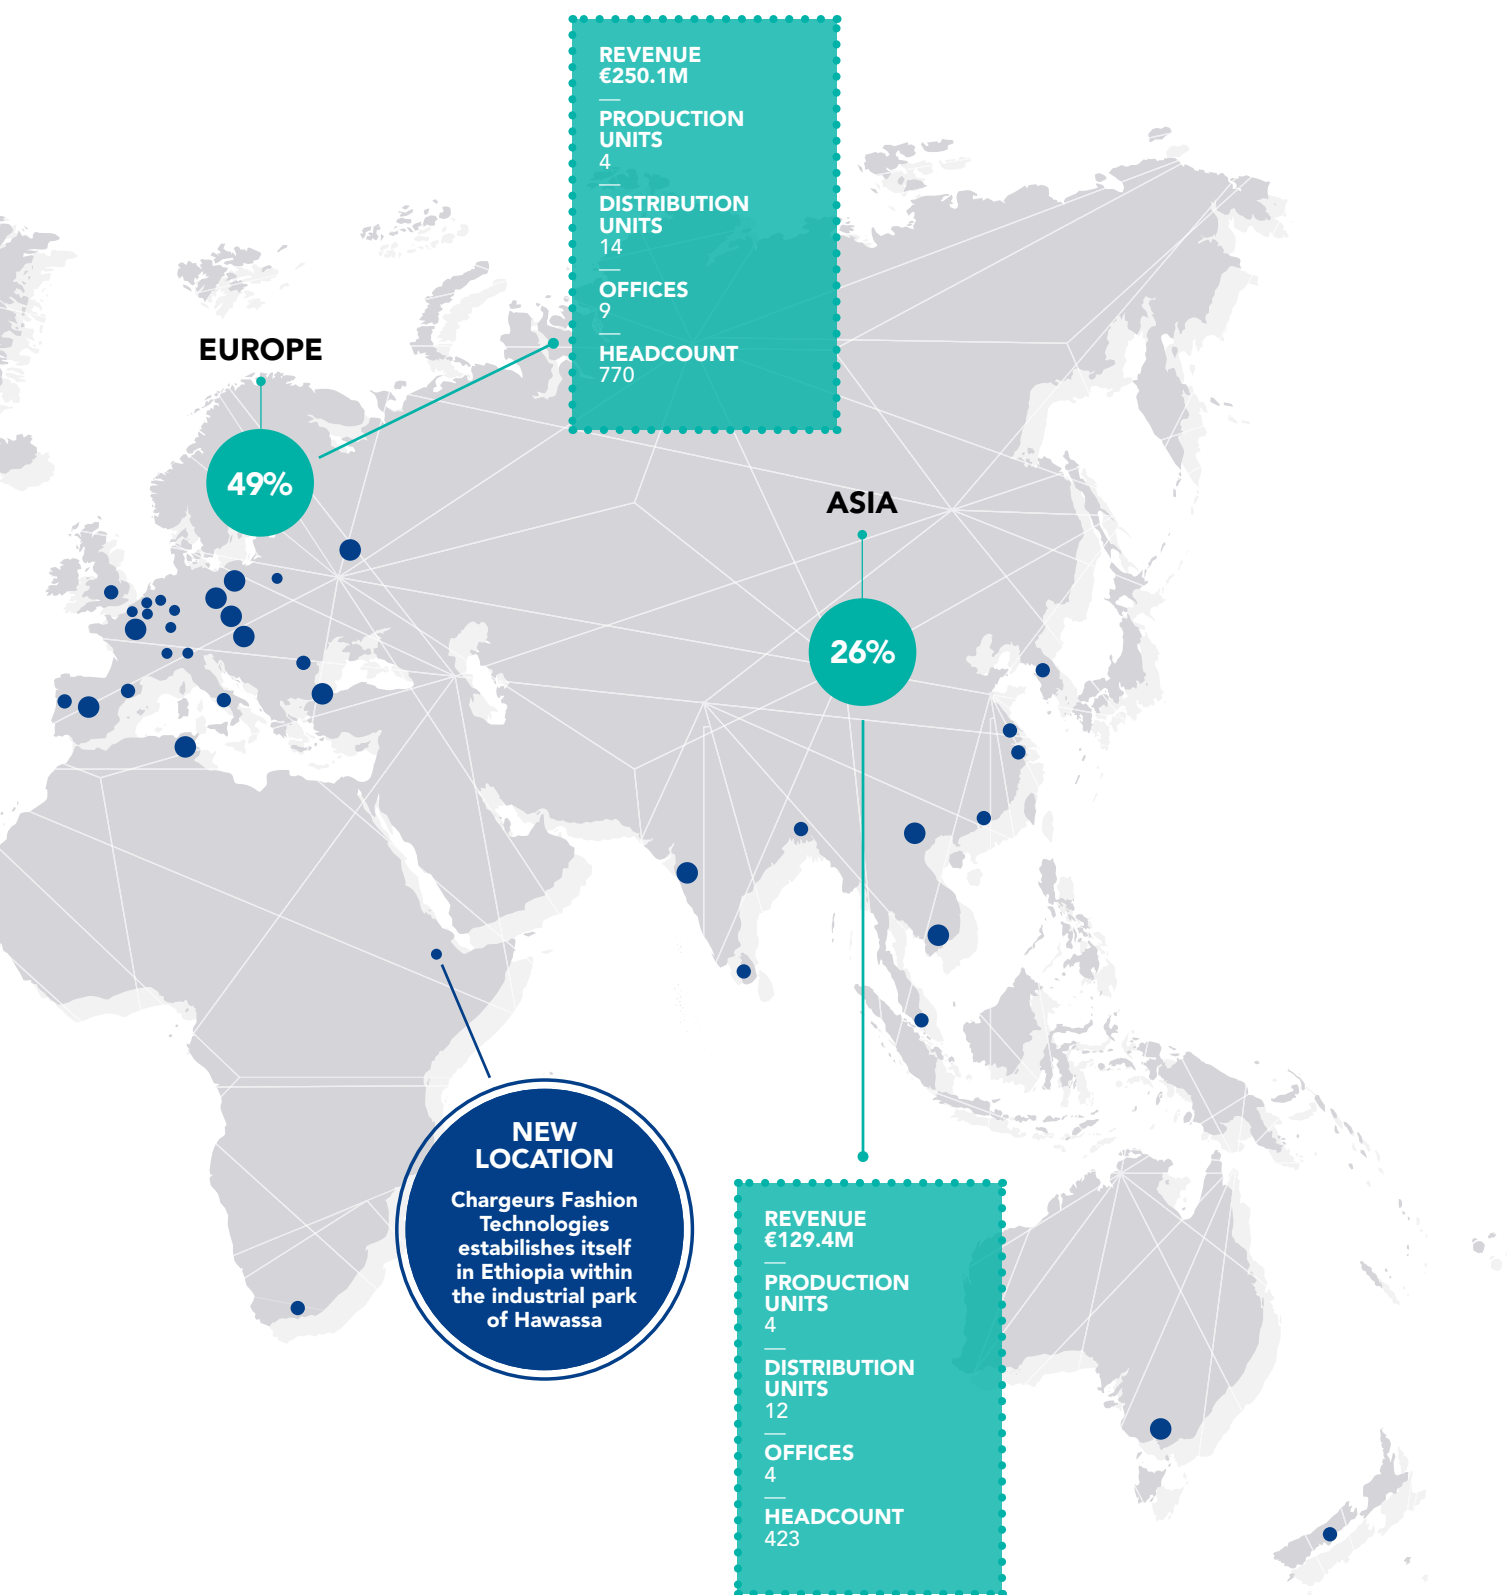 REVENUE
€250.1M
PRODUCTION
UNITS
4
DISTRIBUTION
UNITS
14
OFFICES
9
HEADCOUNT
770
EUROPE
49%
ASIA
26%
NEW
LOCATION
Chargeurs Fashion
Technologies
estabilishes itself
in Ethiopia within
the industrial park
of Hawassa
REVENUE
€129.4M
PRODUCTION
UNITS
4
DISTRIBUTION
UNITS
12
OFFICES
4
HEADCOUNT
423